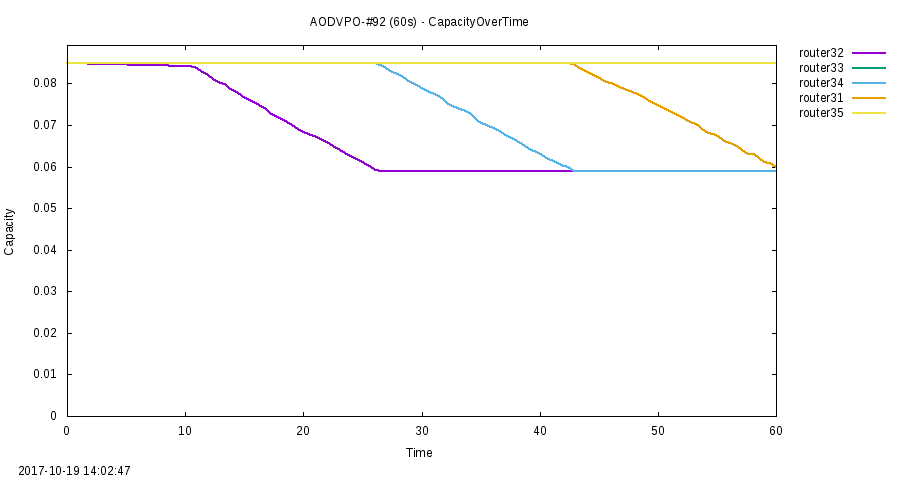 AODVPO-#92 (60s) - CapacityOverTime
router32
router33
router34
router31
router35
0.08
0.07
0.06
0.05
0.04
0.03
0.02
0.01
0
Capacity
0 10 20 30 40 50 60
Time
2017-10-19 14:02:47